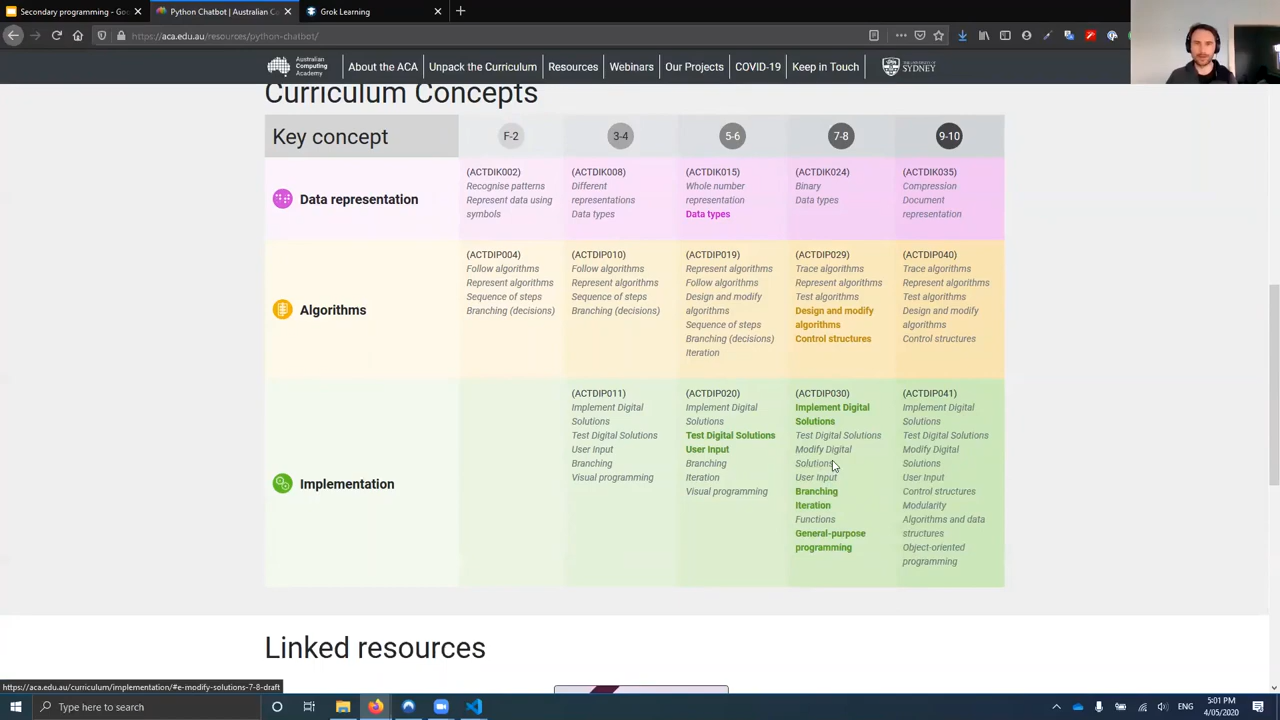 Secondary programming - Go
Python Chatbot | Australian C
Grok Learning
https://aca.edu.au/resources/python-chatbot/
Australian
Computing
Academy
About the ACA
Unpack the Curriculum
Resources
Webinars
Our Projects
COVID-19
Keep in Touch
THE UNIVERSITY OF
SYDNEY
Curriculum Concepts
Key concept
F-2
3-4
5-6
7-8
9-10
Data representation
(ACTDIK002)
Recognise patterns
Represent data using
symbols
(ACTDIK008)
Different
representations
Data types
(ACTDIK015)
Whole number
representation
Data types
(ACTDIK024)
Binary
Data types
(ACTDIK035)
Compression
Document
representation
Algorithms
(ACTDIP004)
Follow algorithms
Represent algorithms
Sequence of steps
Branching (decisions)
(ACTDIP010)
Follow algorithms
Represent algorithms
Sequence of steps
Branching (decisions)
(ACTDIP019)
Represent algorithms
Follow algorithms
Design and modify
algorithms
Sequence of steps
Branching (decisions)
Iteration
(ACTDIP029)
Trace algorithms
Represent algorithms
Test algorithms
Design and modify
algorithms
Control structures
(ACTDIP040)
Trace algorithms
Represent algorithms
Test algorithms
Design and modify
algorithms
Control structures
Implementation
(ACTDIP011)
Implement Digital
Solutions
Test Digital Solutions
User Input
Branching
Visual programming
(ACTDIP020)
Implement Digital
Solutions
Test Digital Solutions
User Input
Branching
Iteration
Visual programming
(ACTDIP030)
Implement Digital
Solutions
Test Digital Solutions
Modify Digital
Solutions
User Input
Branching
Iteration
Functions
General-purpose
programming
(ACTDIP041)
Implement Digital
Solutions
Test Digital Solutions
Modify Digital
Solutions
User Input
Control structures
Modularity
Algorithms and data
structures
Object-oriented
programming
Linked resources
https://aca.edu.au/curriculum/implementation/#e-modify-solutions-7-8-draft
Type here to search
ENG
5:01 PM
4/05/2020